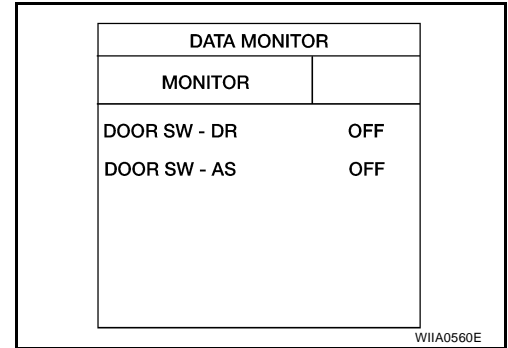 DATA MONITOR
MONITOR
DOOR SW - DR OFF
DOOR SW - AS OFF
WIIA0560E